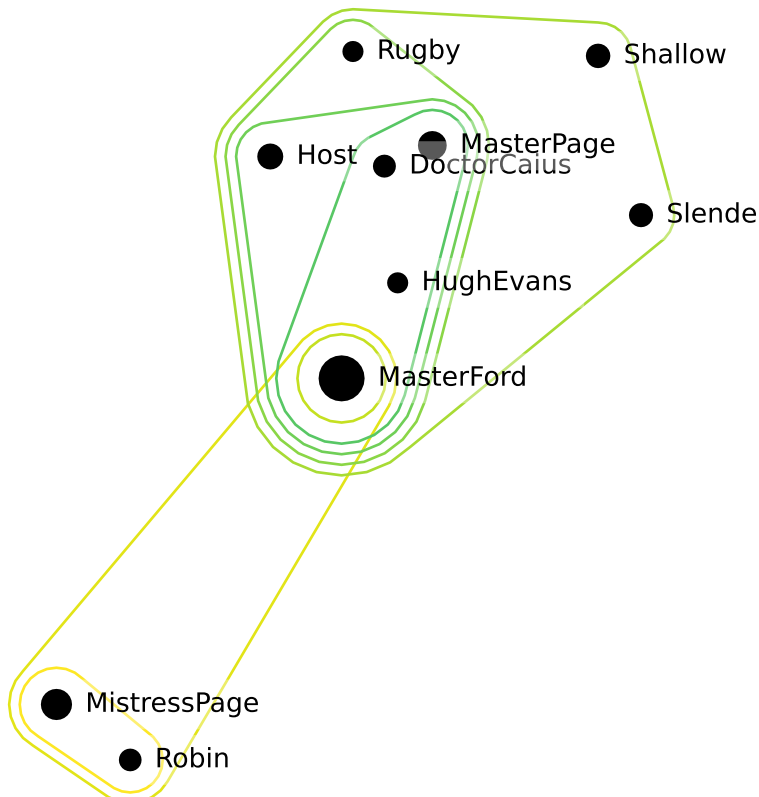 Rugby
Shallow
MasterPage
Host
DoctorCaius
Slende
HughEvans
MasterFord
MistressPage
Robin